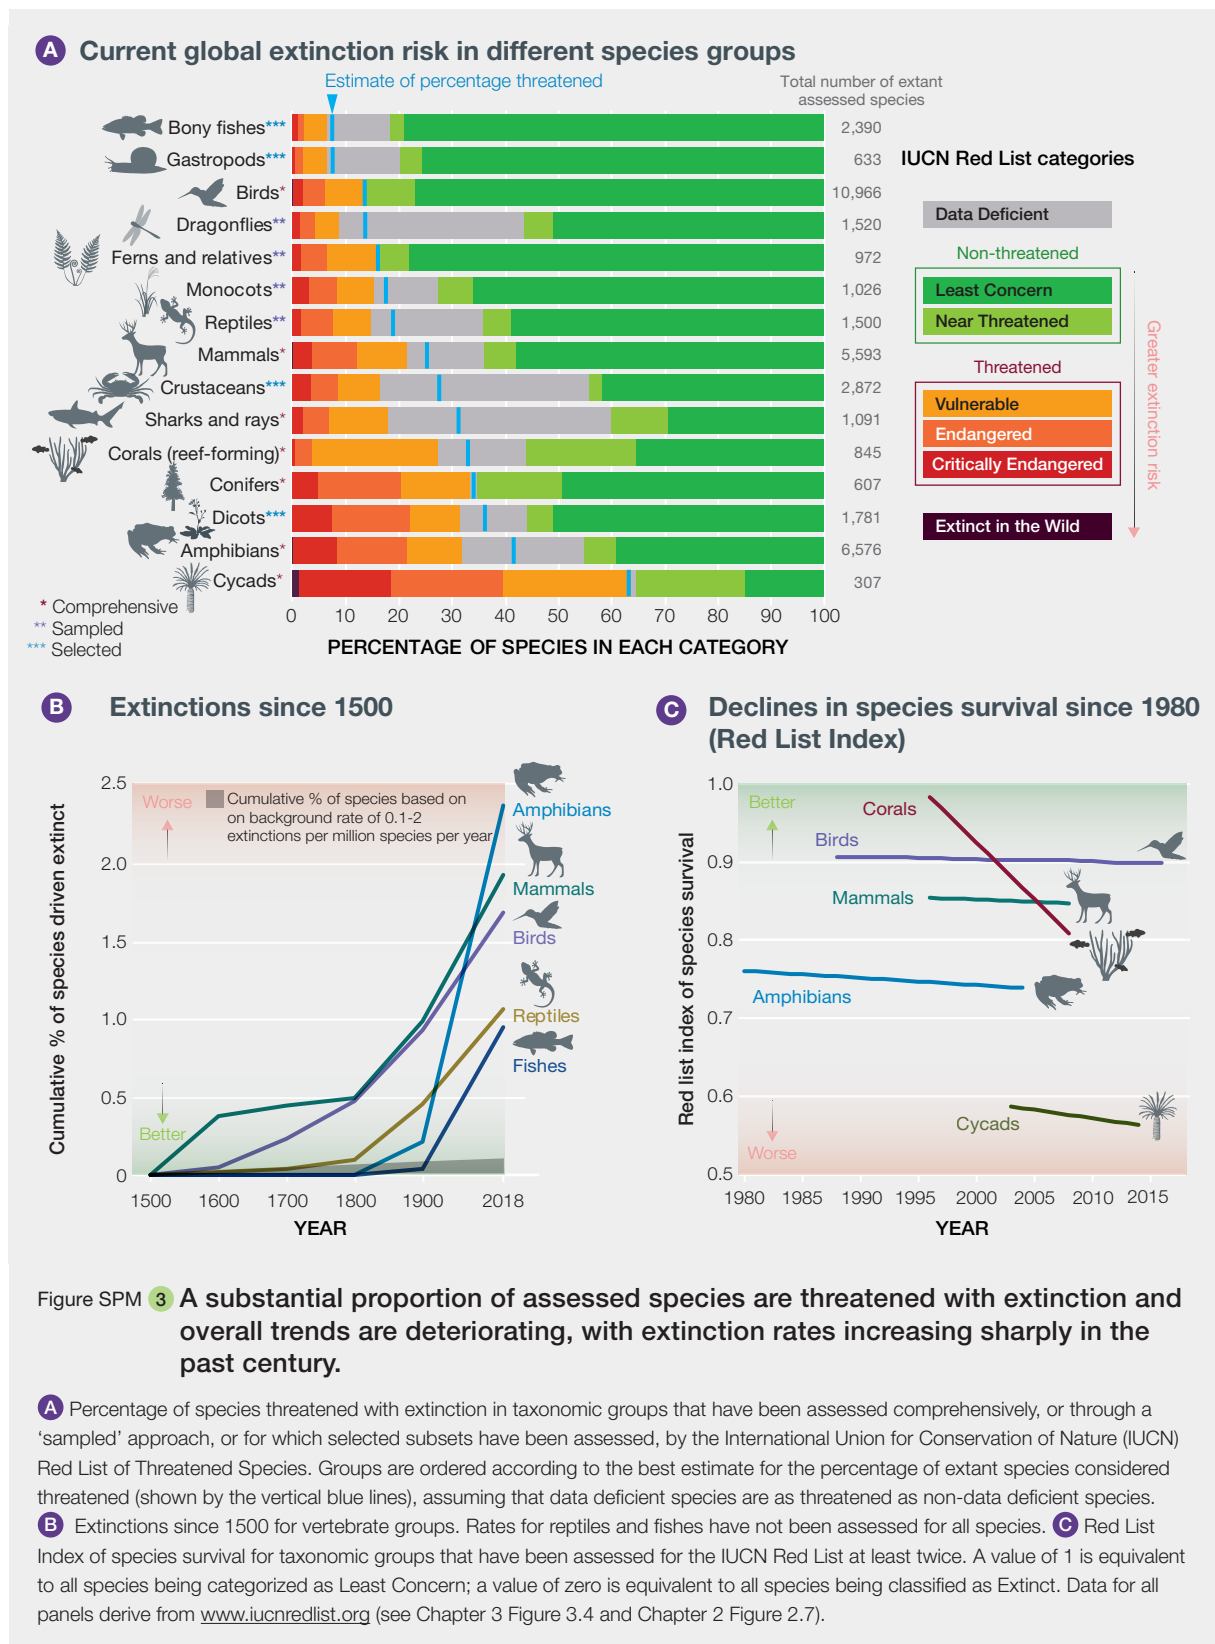 A Current global extinction risk in different species groups
Estimate of percentage threatened
Total number of extant
assessed species
Bony fishes*** 2,390
Gastropods*** 633
Birds* 10,966
Dragonflies** 1,520
Ferns and relatives** 972
Monocots** 1,026
Reptiles** 1,500
Mammals* 5,593
Crustaceans*** 2,872
Sharks and rays* 1,091
Corals (reef-forming)* 845
Conifers* 607
Dicots*** 1,781
Amphibians* 6,576
Cycads* 307
0 10 20 30 40 50 60 70 80 90 100
PERCENTAGE OF SPECIES IN EACH CATEGORY
* Comprehensive
** Sampled
*** Selected
IUCN Red List categories
Data Deficient
Non-threatened
Least Concern
Near Threatened
Threatened
Vulnerable
Endangered
Critically Endangered
Extinct in the Wild
Greater extinction risk
B Extinctions since 1500
Cumulative % of species driven extinct
2.5
2.0
1.5
1.0
0.5
0
Worse
Cumulative % of species based on
on background rate of 0.1-2
extinctions per million species per year
Better
Amphibians
Mammals
Birds
Reptiles
Fishes
1500 1600 1700 1800 1900 2018
YEAR
C Declines in species survival since 1980
(Red List Index)
Red list index of species survival
1.0
0.9
0.8
0.7
0.6
0.5
Better
Corals
Birds
Mammals
Amphibians
Cycads
Worse
1980 1985 1990 1995 2000 2005 2010 2015
YEAR
Figure SPM 3 A substantial proportion of assessed species are threatened with extinction and
overall trends are deteriorating, with extinction rates increasing sharply in the
past century.
A Percentage of species threatened with extinction in taxonomic groups that have been assessed comprehensively, or through a
‘sampled’ approach, or for which selected subsets have been assessed, by the International Union for Conservation of Nature (IUCN)
Red List of Threatened Species. Groups are ordered according to the best estimate for the percentage of extant species considered
threatened (shown by the vertical blue lines), assuming that data deficient species are as threatened as non-data deficient species.
B Extinctions since 1500 for vertebrate groups. Rates for reptiles and fishes have not been assessed for all species. C Red List
Index of species survival for taxonomic groups that have been assessed for the IUCN Red List at least twice. A value of 1 is equivalent
to all species being categorized as Least Concern; a value of zero is equivalent to all species being classified as Extinct. Data for all
panels derive from www.iucnredlist.org (see Chapter 3 Figure 3.4 and Chapter 2 Figure 2.7).